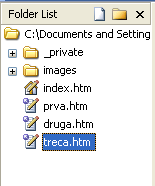 Folder List
C:\Documents and Setting
_private
images
index.htm
prva.htm
druga.htm
treca.htm